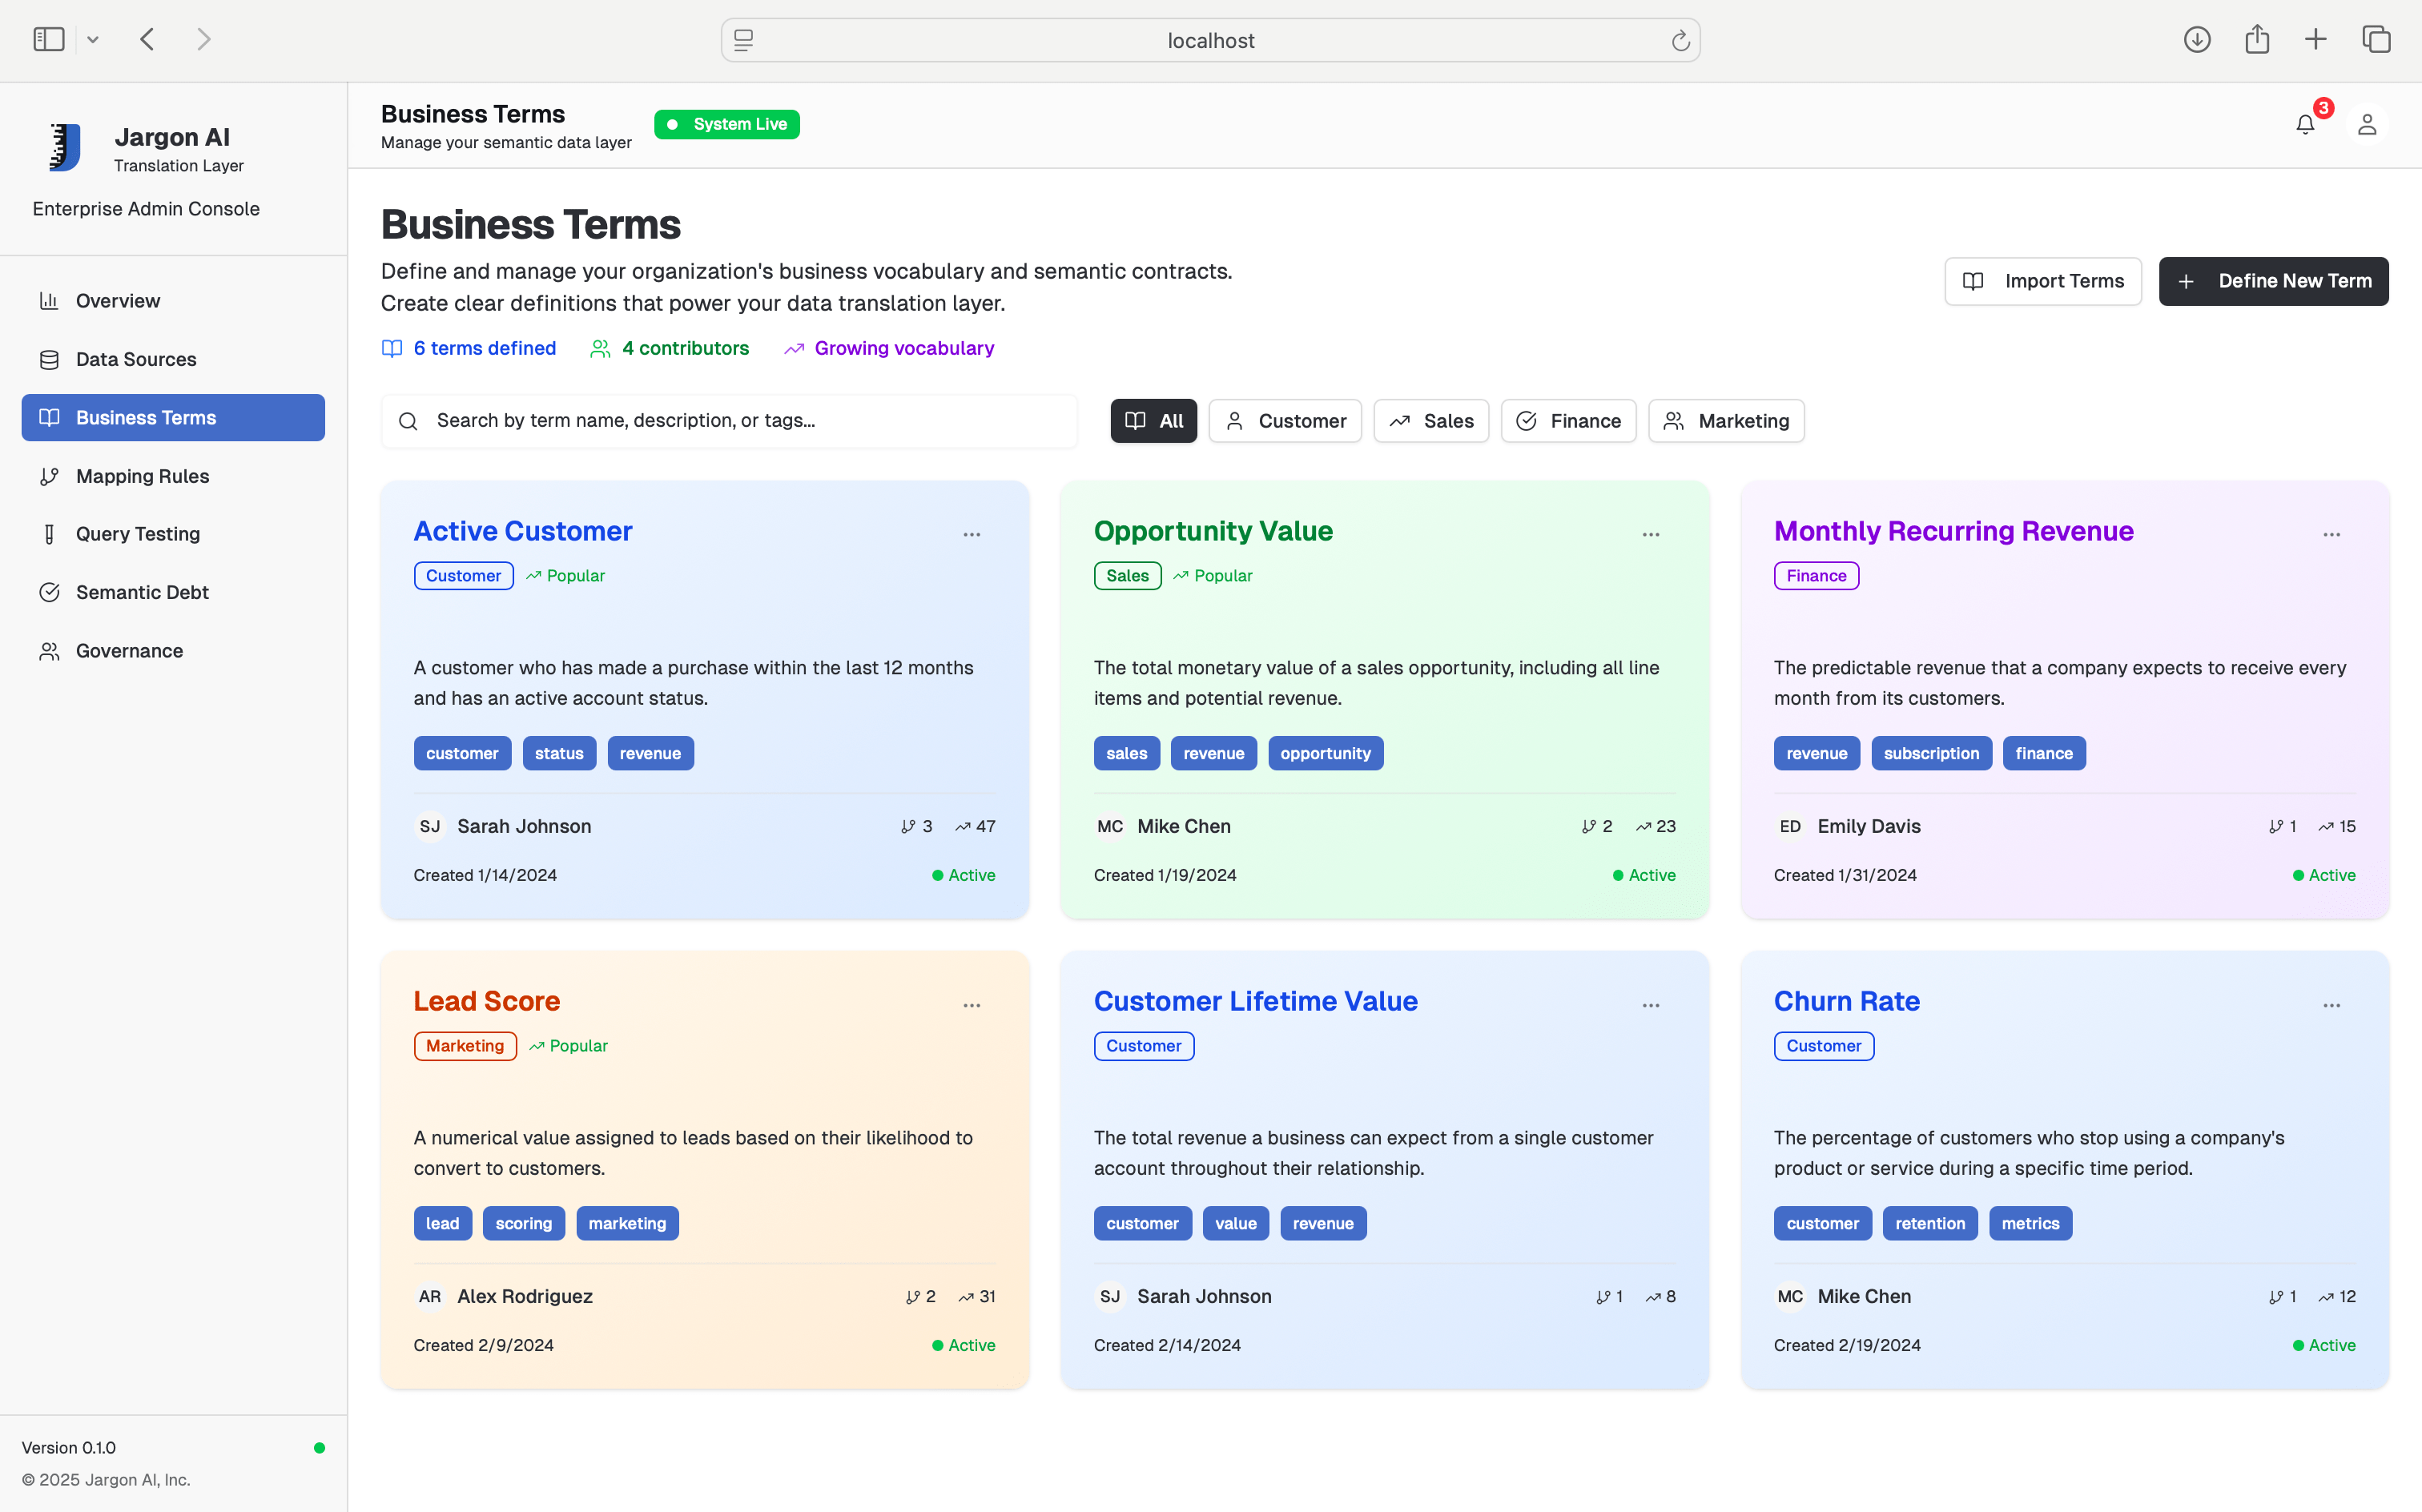 localhost
Jargon AI
Translation Layer
Enterprise Admin Console
Overview
Data Sources
Business Terms
Mapping Rules
Query Testing
Semantic Debt
Governance
Version 0.1.0
© 2025 Jargon AI, Inc.
Business Terms
Manage your semantic data layer
System Live
3
Business Terms
Define and manage your organization's business vocabulary and semantic contracts.
Create clear definitions that power your data translation layer.
6 terms defined
4 contributors
Growing vocabulary
Import Terms
Define New Term
Search by term name, description, or tags...
All
Customer
Sales
Finance
Marketing
Active Customer
Customer
Popular
A customer who has made a purchase within the last 12 months
and has an active account status.
customer
status
revenue
SJ
Sarah Johnson
3
47
Created 1/14/2024
Active
Opportunity Value
Sales
Popular
The total monetary value of a sales opportunity, including all line
items and potential revenue.
sales
revenue
opportunity
MC
Mike Chen
2
23
Created 1/19/2024
Active
Monthly Recurring Revenue
Finance
The predictable revenue that a company expects to receive every
month from its customers.
revenue
subscription
finance
ED
Emily Davis
1
15
Created 1/31/2024
Active
Lead Score
Marketing
Popular
A numerical value assigned to leads based on their likelihood to
convert to customers.
lead
scoring
marketing
AR
Alex Rodriguez
2
31
Created 2/9/2024
Active
Customer Lifetime Value
Customer
The total revenue a business can expect from a single customer
account throughout their relationship.
customer
value
revenue
SJ
Sarah Johnson
1
8
Created 2/14/2024
Churn Rate
Customer
The percentage of customers who stop using a company's
product or service during a specific time period.
customer
retention
metrics
MC
Mike Chen
1
12
Created 2/19/2024
Active